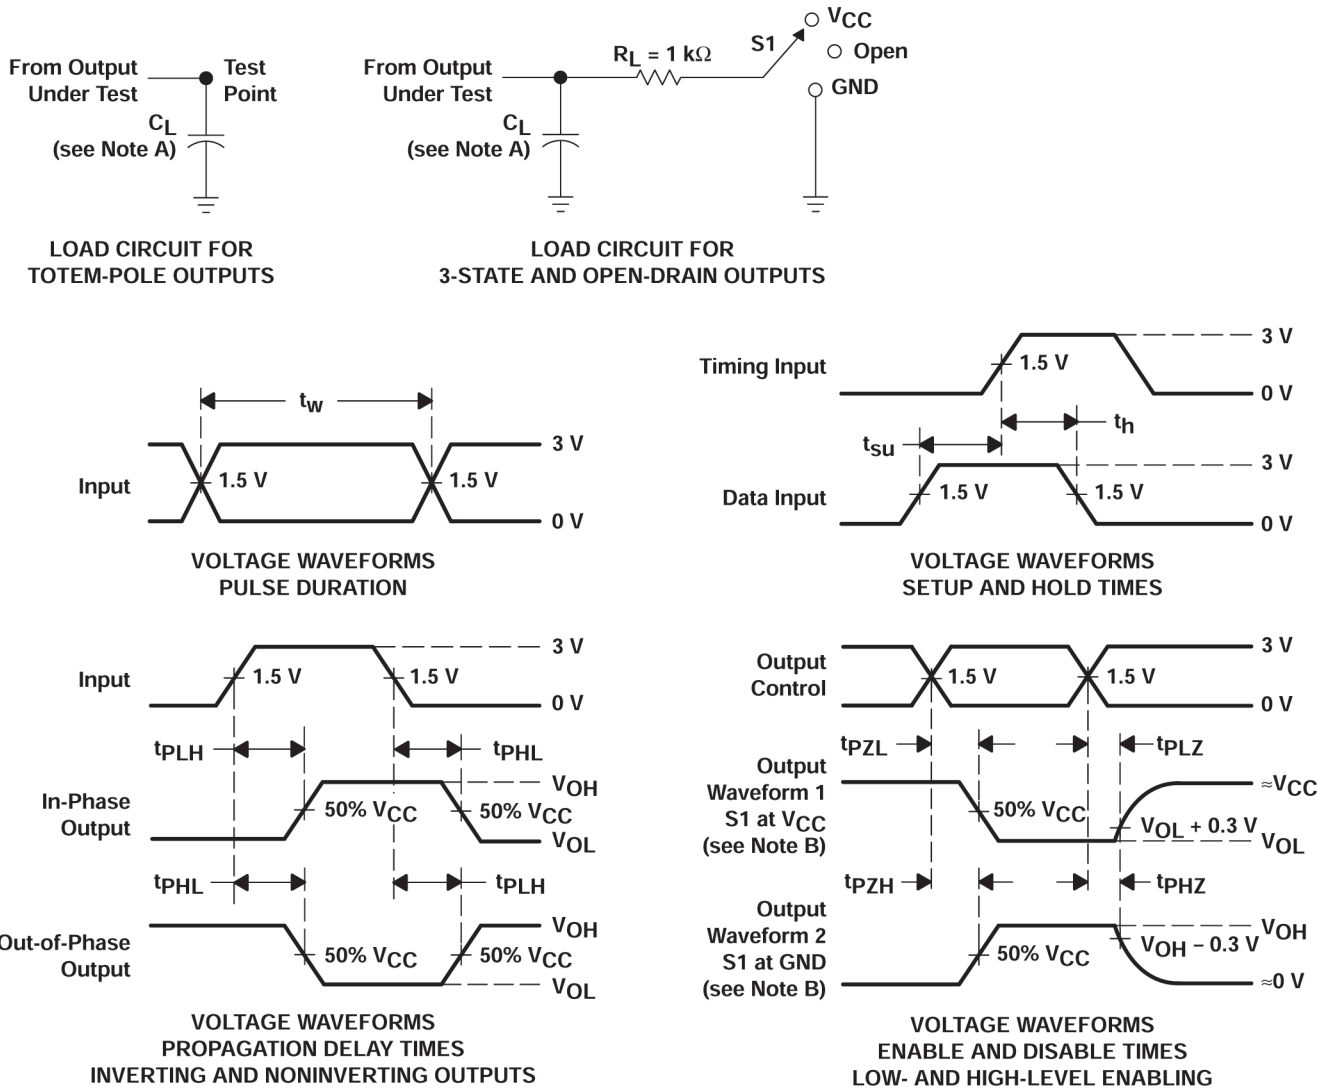 From Output
Under Test
Test
Point
CL
(see Note A)
LOAD CIRCUIT FOR
TOTEM-POLE OUTPUTS
From Output
Under Test
RL = 1 kΩ
S1
VCC
Open
GND
CL
(see Note A)
LOAD CIRCUIT FOR
3-STATE AND OPEN-DRAIN OUTPUTS
tw
Input
1.5 V
1.5 V
3 V
0 V
VOLTAGE WAVEFORMS
PULSE DURATION
Timing Input
1.5 V
3 V
0 V
th
tsu
Data Input
1.5 V
1.5 V
3 V
0 V
VOLTAGE WAVEFORMS
SETUP AND HOLD TIMES
Input
1.5 V
1.5 V
3 V
0 V
tPLH
tPHL
In-Phase
Output
50% VCC
50% VCC
VOH
VOL
tPHL
tPLH
Out-of-Phase
Output
50% VCC
50% VCC
VOH
VOL
VOLTAGE WAVEFORMS
PROPAGATION DELAY TIMES
INVERTING AND NONINVERTING OUTPUTS
Output
Control
1.5 V
1.5 V
3 V
0 V
tPZL
tPLZ
Output
Waveform 1
S1 at VCC
(see Note B)
50% VCC
VOL + 0.3 V
≈VCC
VOL
tPZH
tPHZ
Output
Waveform 2
S1 at GND
(see Note B)
50% VCC
VOH − 0.3 V
VOH
≈0 V
VOLTAGE WAVEFORMS
ENABLE AND DISABLE TIMES
LOW- AND HIGH-LEVEL ENABLING